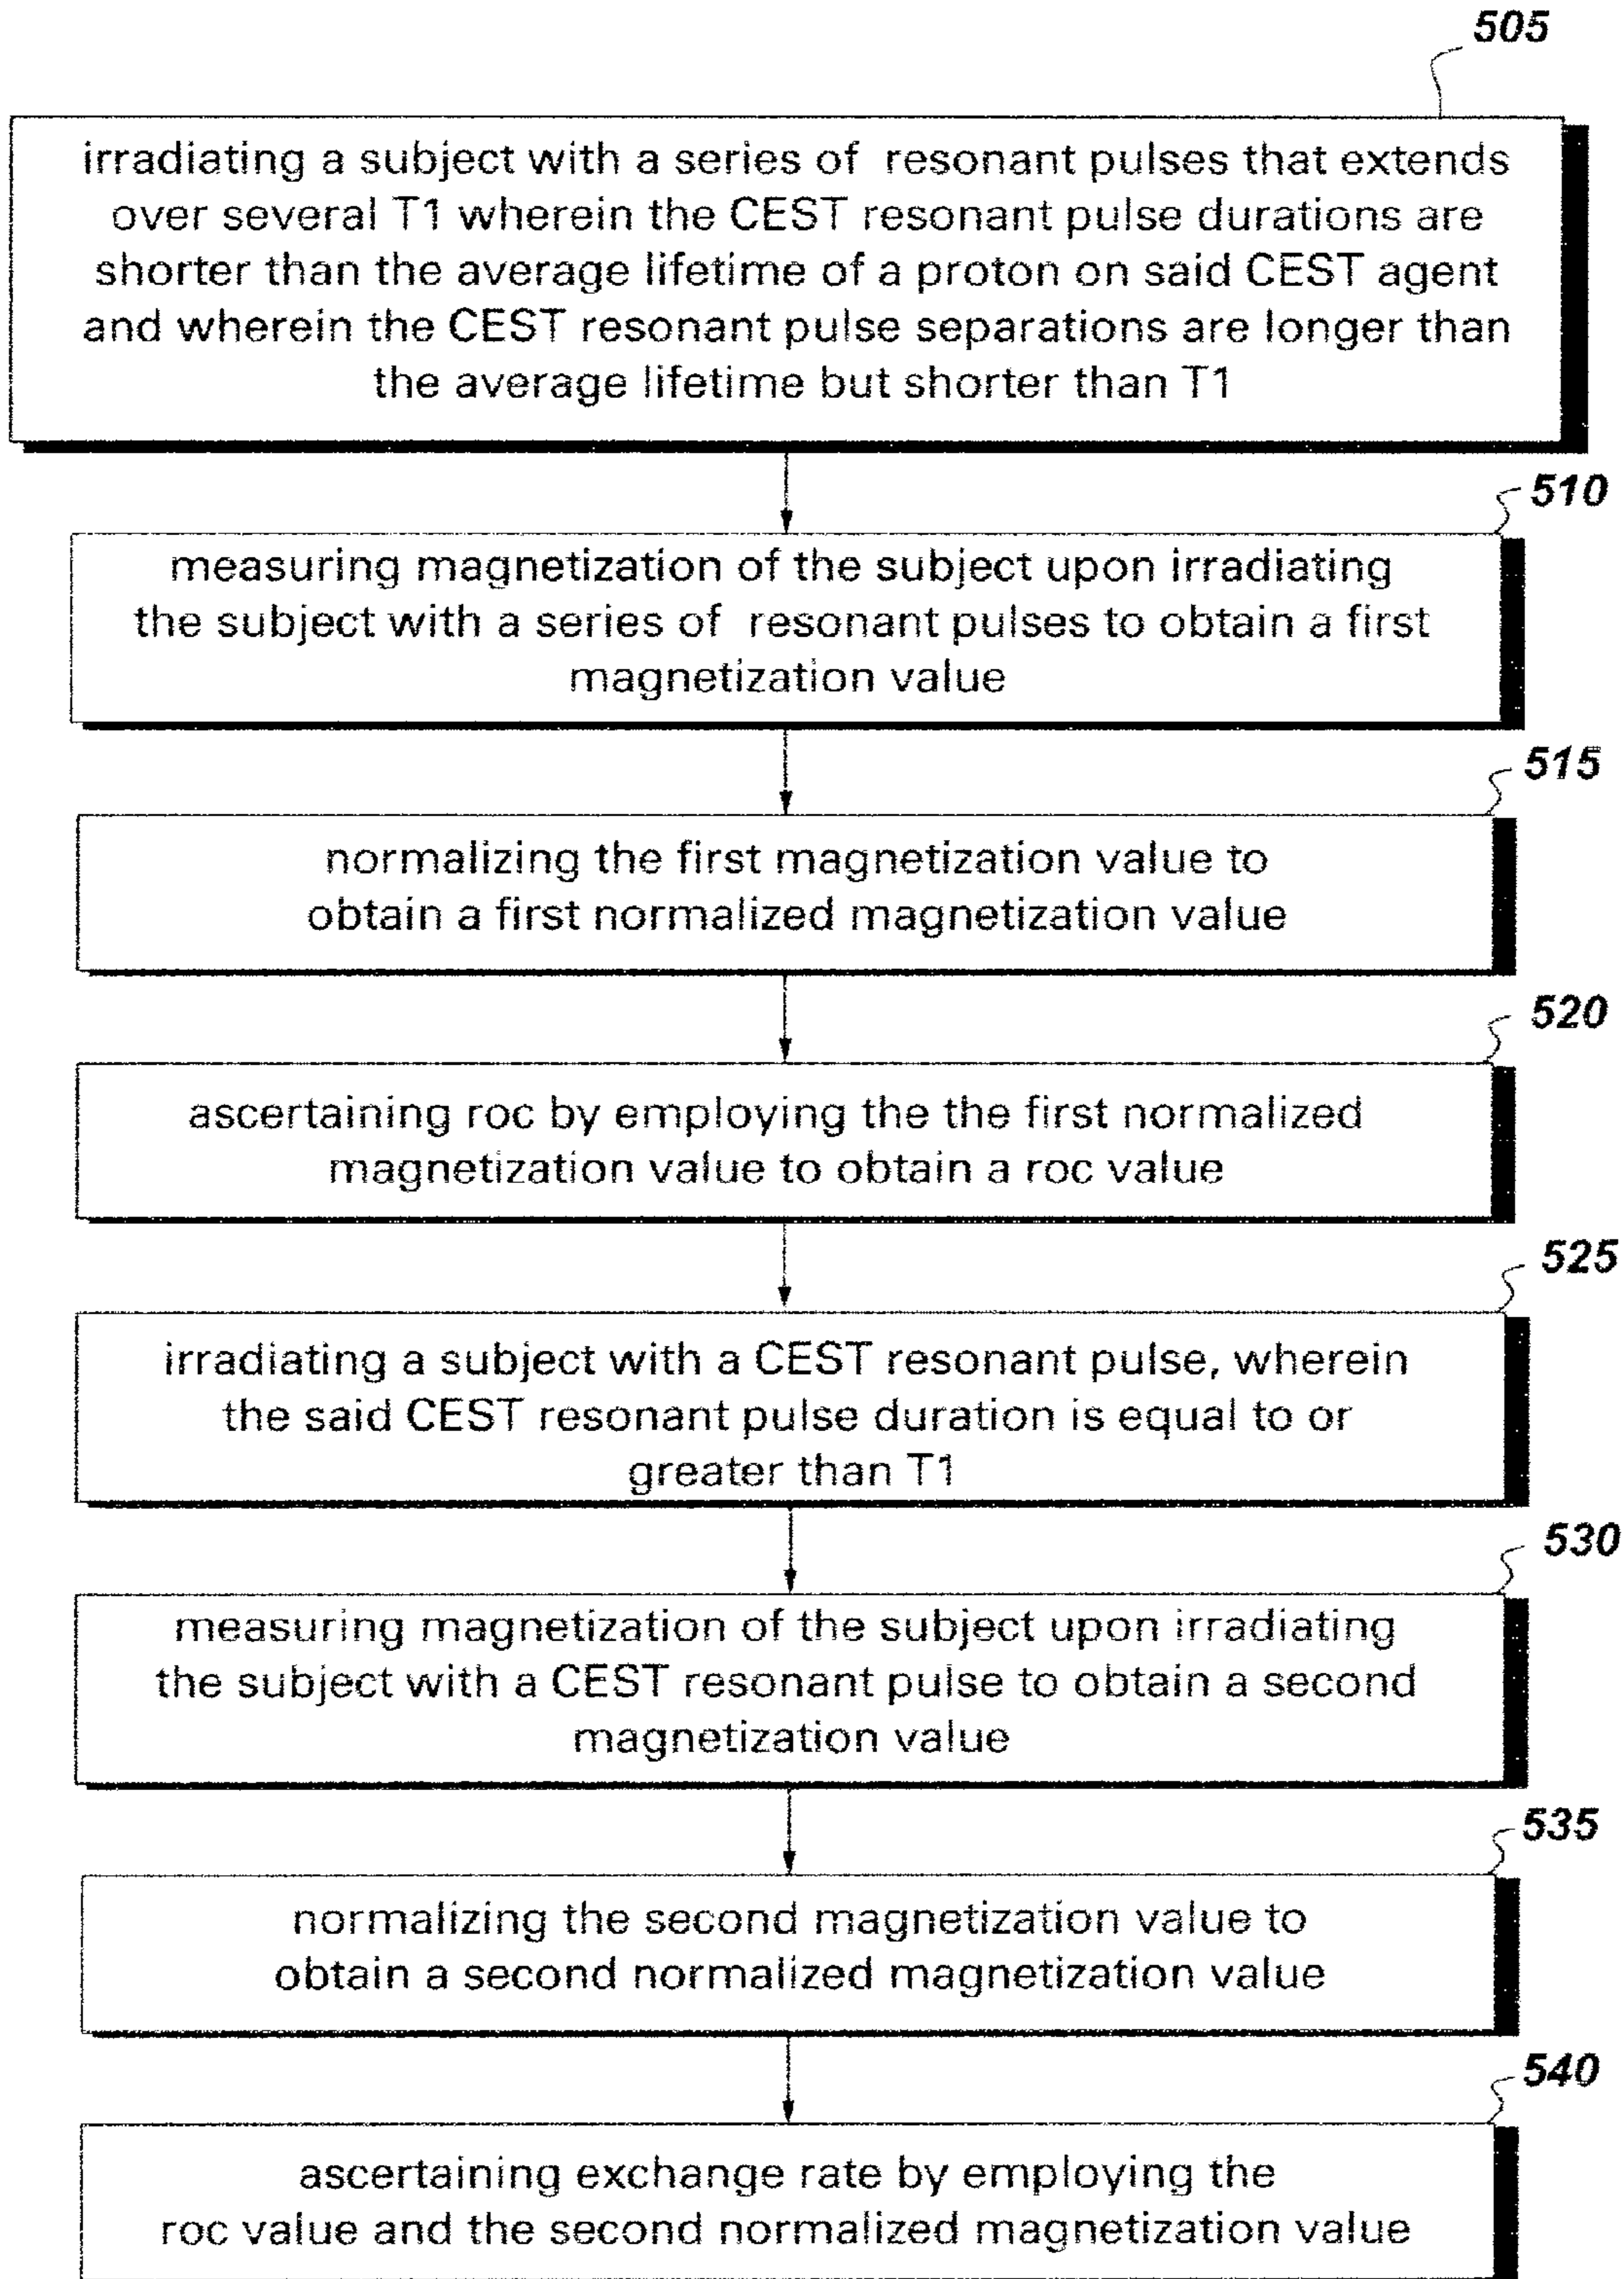 505
irradiating a subject with a series of resonant pulses that extends
over several T1 wherein the CEST resonant pulse durations are
shorter than the average lifetime of a proton on said CEST agent
and wherein the CEST resonant pulse separations are longer than
the average lifetime but shorter than T1
510
measuring magnetization of the subject upon irradiating
the subject with a series of resonant pulses to obtain a first
magnetization value
515
normalizing the first magnetization value to
obtain a first normalized magnetization value
520
ascertaining roc by employing the the first normalized
magnetization value to obtain a roc value
525
irradiating a subject with a CEST resonant pulse, wherein
the said CEST resonant pulse duration is equal to or
greater than T1
530
measuring magnetization of the subject upon irradiating
the subject with a CEST resonant pulse to obtain a second
magnetization value
535
normalizing the second magnetization value to
obtain a second normalized magnetization value
540
ascertaining exchange rate by employing the
roc value and the second normalized magnetization value